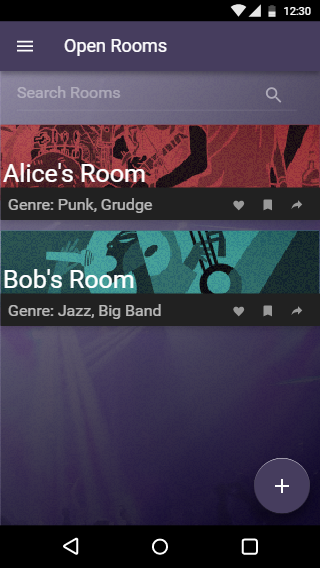 12:30
Open Rooms
Search Rooms
Alice's Room
Genre: Punk, Grudge
Bob's Room
Genre: Jazz, Big Band